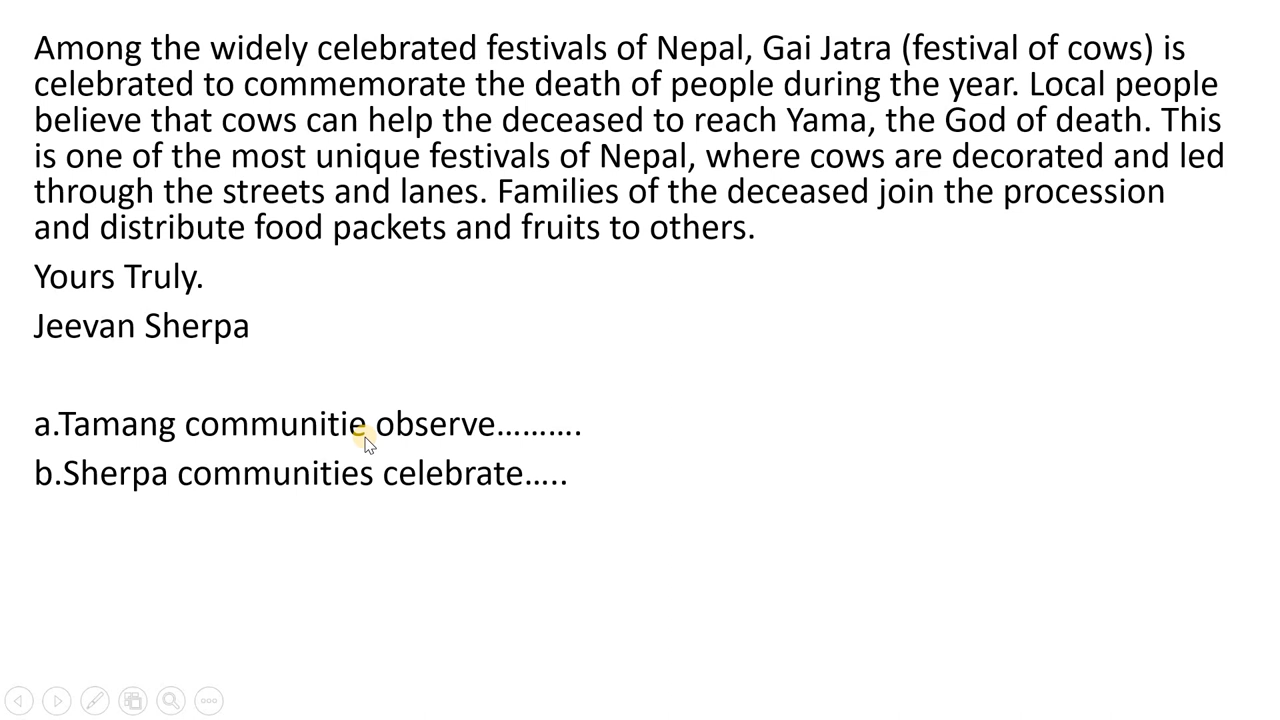 Among the widely celebrated festivals of Nepal, Gai Jatra (festival of cows) is
celebrated to commemorate the death of people during the year. Local people
believe that cows can help the deceased to reach Yama, the God of death. This
is one of the most unique festivals of Nepal, where cows are decorated and led
through the streets and lanes. Families of the deceased join the procession
and distribute food packets and fruits to others.
Yours Truly.
Jeevan Sherpa
a.Tamang communitie observe..........
b.Sherpa communities celebrate.....